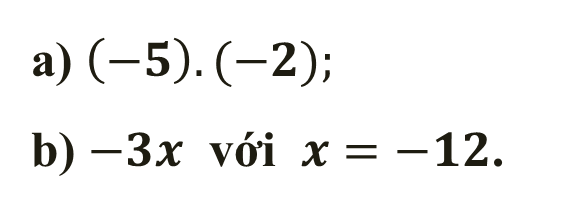 a) (−5).(−2);
b) −3x với x = −12.